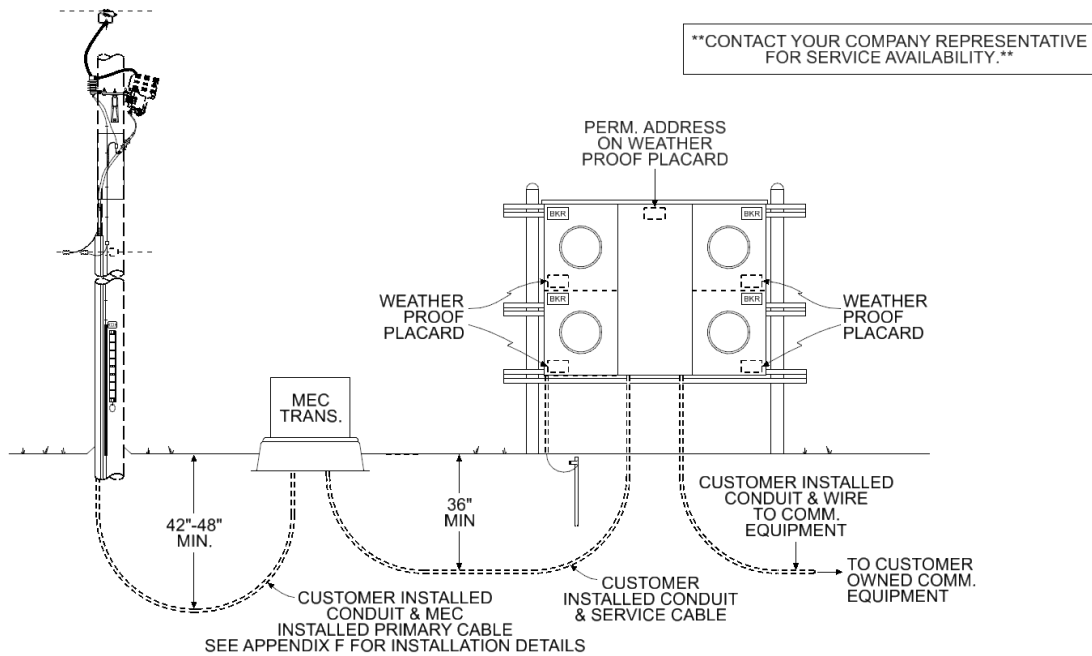 **CONTACT YOUR COMPANY REPRESENTATIVE
FOR SERVICE AVAILABILITY.**
PERM. ADDRESS
ON WEATHER
PROOF PLACARD
BKR
BKR
BKR
BKR
WEATHER
PROOF
PLACARD
WEATHER
PROOF
PLACARD
MEC
TRANS.
42"-48"
MIN.
36"
MIN
CUSTOMER INSTALLED
CONDUIT & WIRE
TO COMM.
EQUIPMENT
TO CUSTOMER
OWNED COMM.
EQUIPMENT
CUSTOMER INSTALLED
CONDUIT & MEC
INSTALLED PRIMARY CABLE
SEE APPENDIX F FOR INSTALLATION DETAILS
CUSTOMER
INSTALLED CONDUIT
& SERVICE CABLE